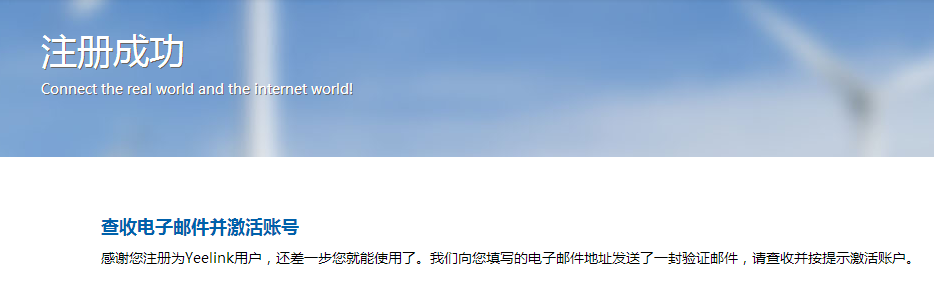 注册成功
Connect the real world and the internet world!
查收电子邮件并激活账号
感谢您注册为Yeelink用户，还差一步您就能使用了。我们向您填写的电子邮件地址发送了一封验证邮件，请查收并按提示激活账户。